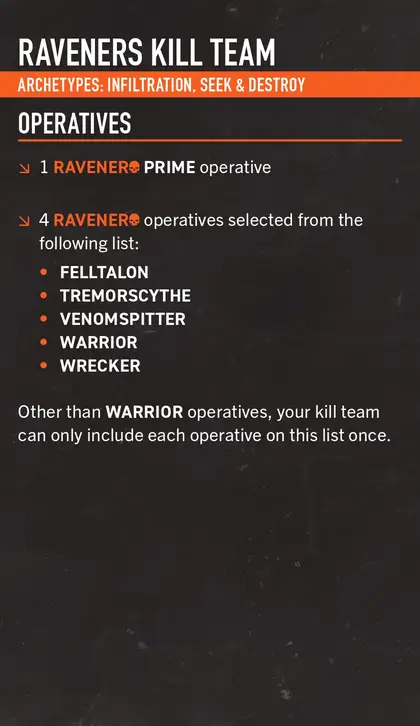 RAVENERS KILL TEAM
ARCHETYPES: INFILTRATION, SEEK & DESTROY
OPERATIVES
↘ 1 RAVENER💀 PRIME operative
↘ 4 RAVENER💀 operatives selected from the
following list:
• FELLTALON
• TREMORSCYTHE
• VENOMSPITTER
• WARRIOR
• WRECKER
Other than WARRIOR operatives, your kill team
can only include each operative on this list once.